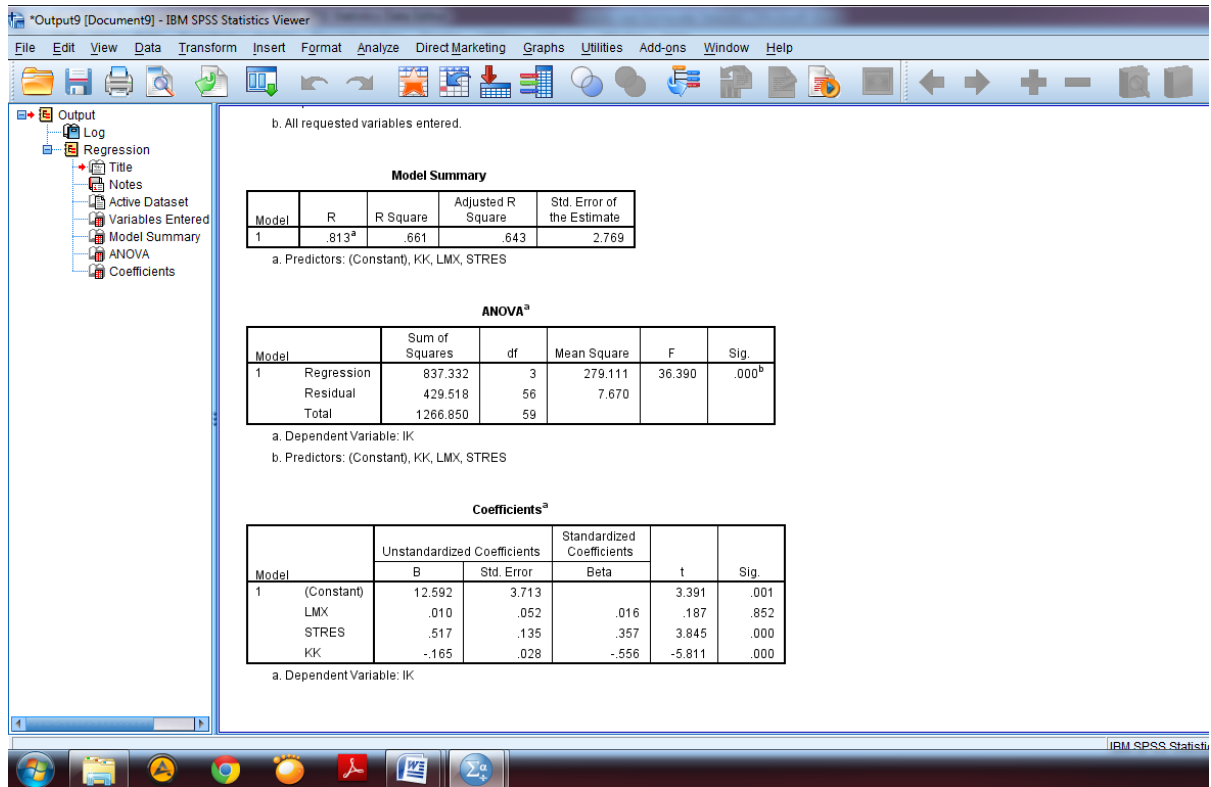 *Output9 [Document9] - IBM SPSS Statistics Viewer
File Edit View Data Transform Insert Format Analyze Direct Marketing Graphs Utilities Add-ons Window Help
Output
Log
Regression
Title
Notes
Active Dataset
Variables Entered
Model Summary
ANOVA
Coefficients
b. All requested variables entered.
Model Summary
Model R R Square Adjusted R Square Std. Error of the Estimate
1 .813a .661 .643 2.769
a. Predictors: (Constant), KK, LMX, STRES
ANOVAa
Model Sum of Squares df Mean Square F Sig.
1 Regression 837.332 3 279.111 36.390 .000b
Residual 429.518 56 7.670
Total 1266.850 59
a. Dependent Variable: IK
b. Predictors: (Constant), KK, LMX, STRES
Coefficientsa
Unstandardized Coefficients Standardized Coefficients
Model B Std. Error Beta t Sig.
1 (Constant) 12.592 3.713 3.391 .001
LMX .010 .052 .016 .187 .852
STRES .517 .135 .357 3.845 .000
KK -.165 .028 -.556 -5.811 .000
a. Dependent Variable: IK
IBM SPSS Statisti